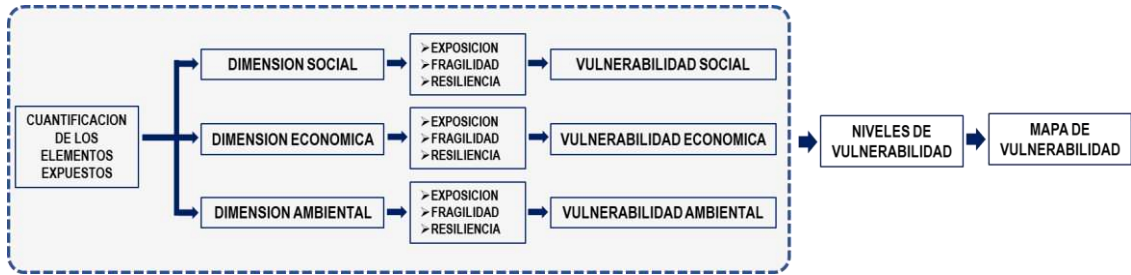 CUANTIFICACION
DE LOS
ELEMENTOS
EXPUESTOS
DIMENSION SOCIAL
➢EXPOSICION
➢FRAGILIDAD
➢RESILIENCIA
VULNERABILIDAD SOCIAL
DIMENSION ECONOMICA
➢EXPOSICION
➢FRAGILIDAD
➢RESILIENCIA
VULNERABILIDAD ECONOMICA
DIMENSION AMBIENTAL
➢EXPOSICION
➢FRAGILIDAD
➢RESILIENCIA
VULNERABILIDAD AMBIENTAL
NIVELES DE
VULNERABILIDAD
MAPA DE
VULNERABILIDAD